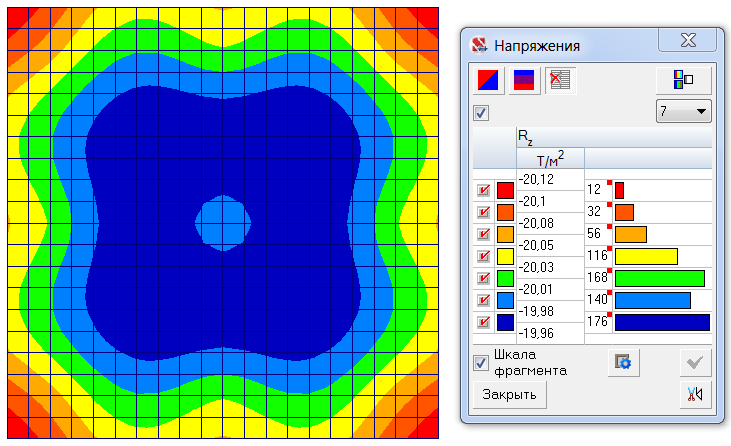 Напряжения
7
Rz
Т/м2
-20,12
12
-20,1
32
-20,08
56
-20,05
116
-20,03
168
-20,01
140
-19,98
176
-19,96
Шкала
фрагмента
Закрыть